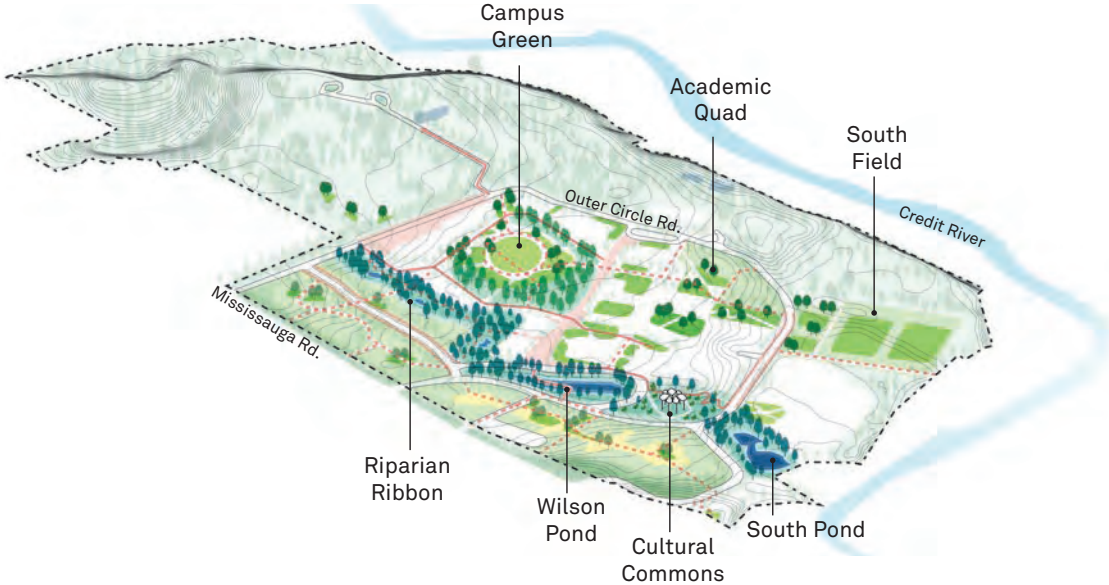 Campus
Green
Academic
Quad
South
Field
Outer Circle Rd.
Credit River
Mississauga Rd.
Riparian
Ribbon
Wilson
Pond
Cultural
Commons
South Pond